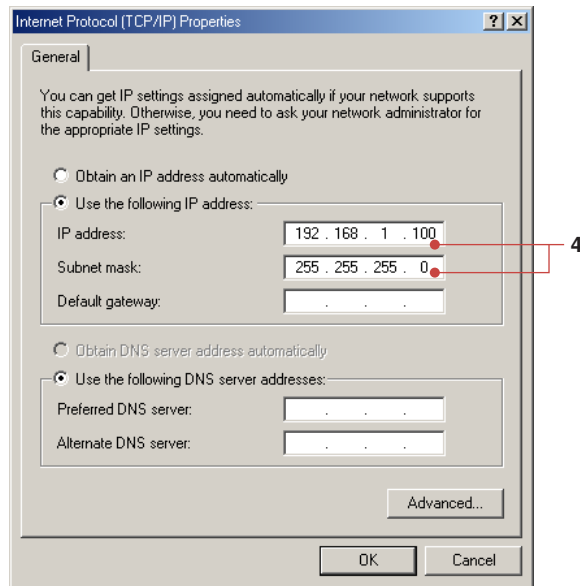 Internet Protocol (TCP/IP) Properties
General
You can get IP settings assigned automatically if your network supports
this capability. Otherwise, you need to ask your network administrator for
the appropriate IP settings.
Obtain an IP address automatically
Use the following IP address:
IP address: 192 . 168 . 1 . 100
4
Subnet mask: 255 . 255 . 255 . 0
Default gateway: . . .
Obtain DNS server address automatically
Use the following DNS server addresses:
Preferred DNS server: . . .
Alternate DNS server: . . .
Advanced...
OK Cancel